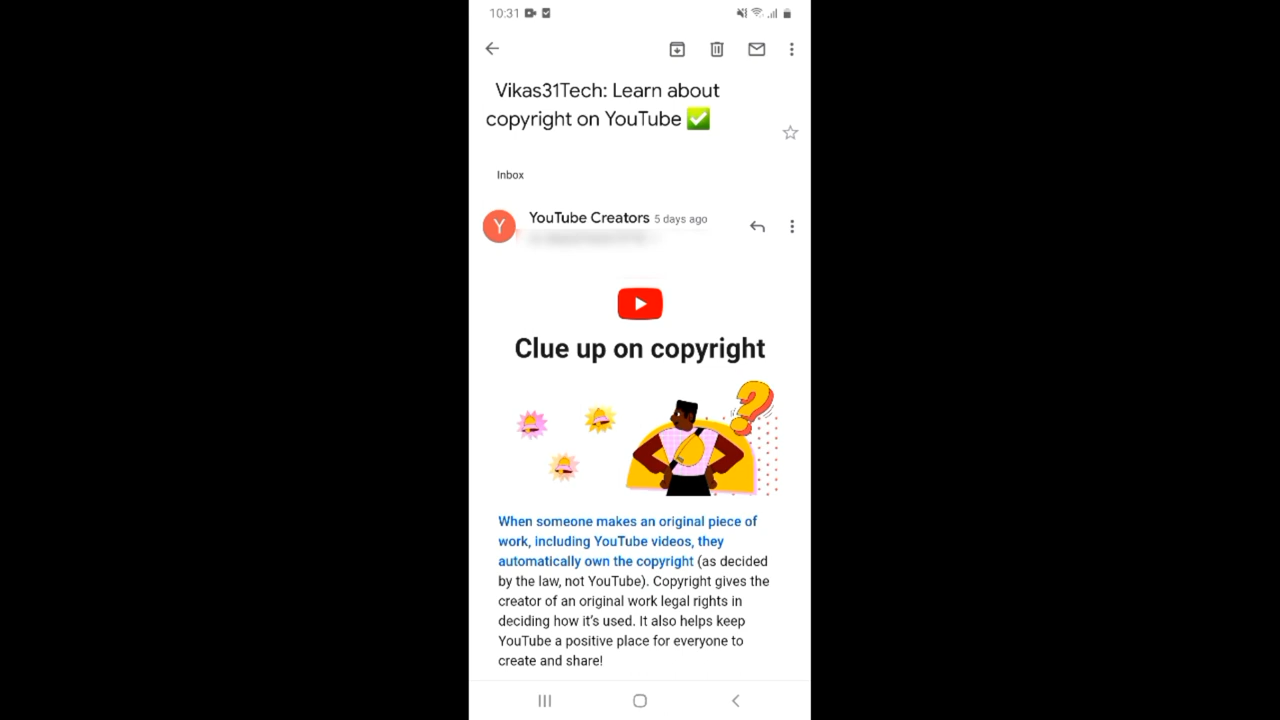 10:31
Vikas31Tech: Learn about
copyright on YouTube ✅
Inbox
Y
YouTube Creators 5 days ago
Clue up on copyright
?
When someone makes an original piece of
work, including YouTube videos, they
automatically own the copyright (as decided
by the law, not YouTube). Copyright gives the
creator of an original work legal rights in
deciding how it's used. It also helps keep
YouTube a positive place for everyone to
create and share!